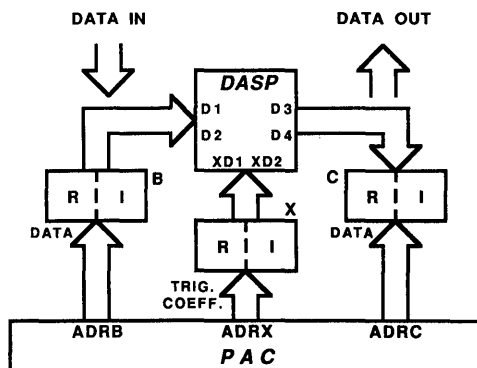 DATA IN DATA OUT
DASP
D1 D3
D2 D4
XD1 XD2
B C
R I R I
X
DATA R I DATA
TRIG.
COEFF.
ADRB ADRX ADRC
PAC